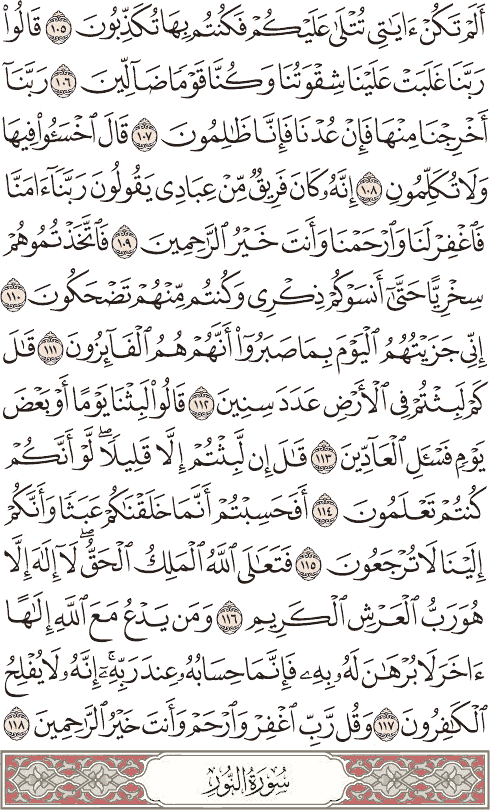 أَلَمْ تَكُنْ ءَايَٰتِى تُتْلَىٰ عَلَيْكُمْ فَكُنتُم بِهَا تُكَذِّبُونَ ١٠٥ قَالُوا۟
رَبَّنَا غَلَبَتْ عَلَيْنَا شِقْوَتُنَا وَكُنَّا قَوْمًا ضَآلِّينَ ١٠٦ رَبَّنَآ
أَخْرِجْنَا مِنْهَا فَإِنْ عُدْنَا فَإِنَّا ظَٰلِمُونَ ١٠٧ قَالَ ٱخْسَـُٔوا۟ فِيهَا
وَلَا تُكَلِّمُونِ ١٠٨ إِنَّهُۥ كَانَ فَرِيقٌ مِّنْ عِبَادِى يَقُولُونَ رَبَّنَآ ءَامَنَّا
فَٱغْفِرْ لَنَا وَٱرْحَمْنَا وَأَنتَ خَيْرُ ٱلرَّٰحِمِينَ ١٠٩ فَٱتَّخَذْتُمُوهُمْ
سِخْرِيًّا حَتَّىٰٓ أَنسَوْكُمْ ذِكْرِى وَكُنتُم مِّنْهُمْ تَضْحَكُونَ ١١٠
إِنِّى جَزَيْتُهُمُ ٱلْيَوْمَ بِمَا صَبَرُوٓا۟ أَنَّهُمْ هُمُ ٱلْفَآئِزُونَ ١١١ قَٰلَ
كَمْ لَبِثْتُمْ فِى ٱلْأَرْضِ عَدَدَ سِنِينَ ١١٢ قَالُوا۟ لَبِثْنَا يَوْمًا أَوْ بَعْضَ
يَوْمٍ فَسْـَٔلِ ٱلْعَآدِّينَ ١١٣ قَٰلَ إِن لَّبِثْتُمْ إِلَّا قَلِيلًا ۖ لَّوْ أَنَّكُمْ
كُنتُمْ تَعْلَمُونَ ١١٤ أَفَحَسِبْتُمْ أَنَّمَا خَلَقْنَٰكُمْ عَبَثًا وَأَنَّكُمْ
إِلَيْنَا لَا تُرْجَعُونَ ١١٥ فَتَعَٰلَى ٱللَّهُ ٱلْمَلِكُ ٱلْحَقُّ ۖ لَآ إِلَٰهَ إِلَّا
هُوَ رَبُّ ٱلْعَرْشِ ٱلْكَرِيمِ ١١٦ وَمَن يَدْعُ مَعَ ٱللَّهِ إِلَٰهًا
ءَاخَرَ لَا بُرْهَٰنَ لَهُۥ بِهِۦ فَإِنَّمَا حِسَابُهُۥ عِندَ رَبِّهِۦٓ ۚ إِنَّهُۥ لَا يُفْلِحُ
ٱلْكَٰفِرُونَ ١١٧ وَقُل رَّبِّ ٱغْفِرْ وَٱرْحَمْ وَأَنتَ خَيْرُ ٱلرَّٰحِمِينَ ١١٨
سُورَةُ النُّورِ